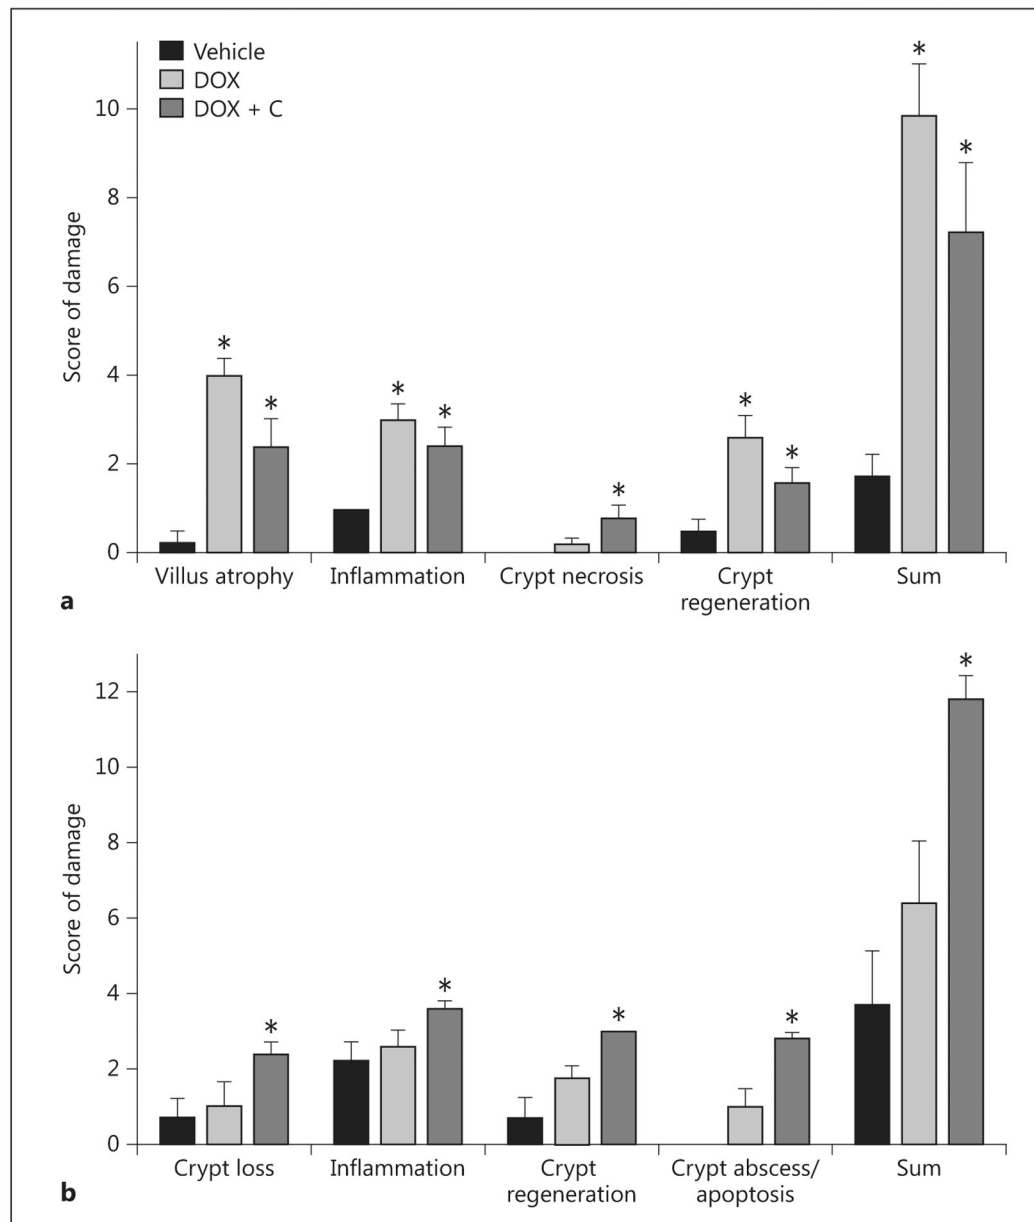 Vehicle
DOX
DOX + C
Score of damage
10
8
6
4
2
0
*
*
*
*
*
*
*
*
*
Villus atrophy
Inflammation
Crypt necrosis
Crypt
regeneration
Sum
a
Score of damage
12
10
8
6
4
2
0
*
*
*
*
*
Crypt loss
Inflammation
Crypt
regeneration
Crypt abscess/
apoptosis
Sum
b